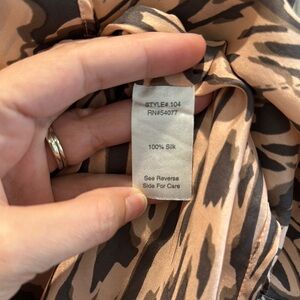 STYLE#.104
RN#54077
100% Silk
See Reverse
Side For Care